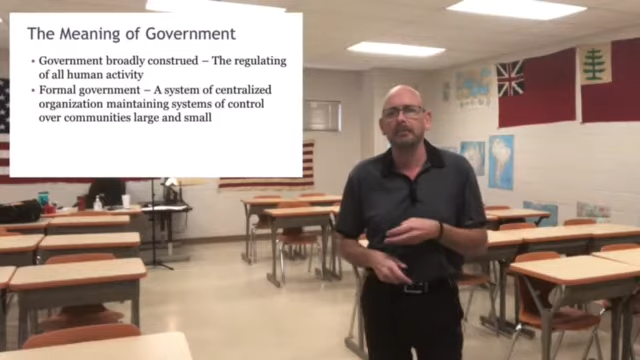 The Meaning of Government
• Government broadly construed – The regulating
of all human activity
• Formal government – A system of centralized
organization maintaining systems of control
over communities large and small